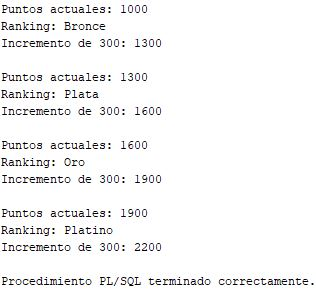 Puntos actuales: 1000
Ranking: Bronce
Incremento de 300: 1300
Puntos actuales: 1300
Ranking: Plata
Incremento de 300: 1600
Puntos actuales: 1600
Ranking: Oro
Incremento de 300: 1900
Puntos actuales: 1900
Ranking: Platino
Incremento de 300: 2200
Procedimiento PL/SQL terminado correctamente.